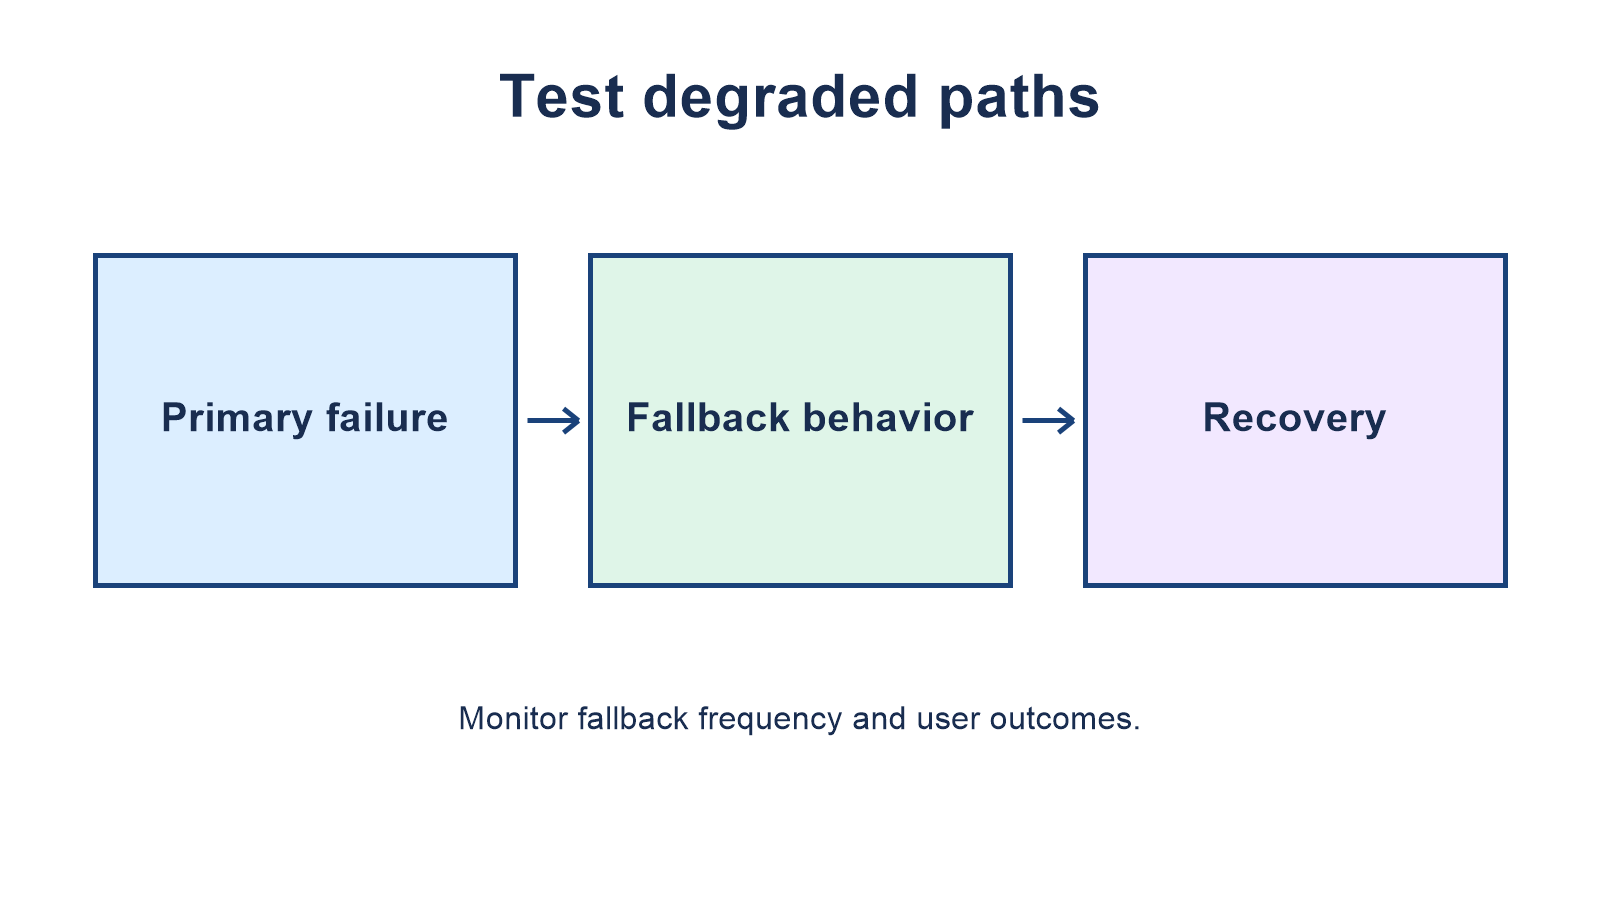 Test degraded paths
Primary failure
Fallback behavior
Recovery
Monitor fallback frequency and user outcomes.